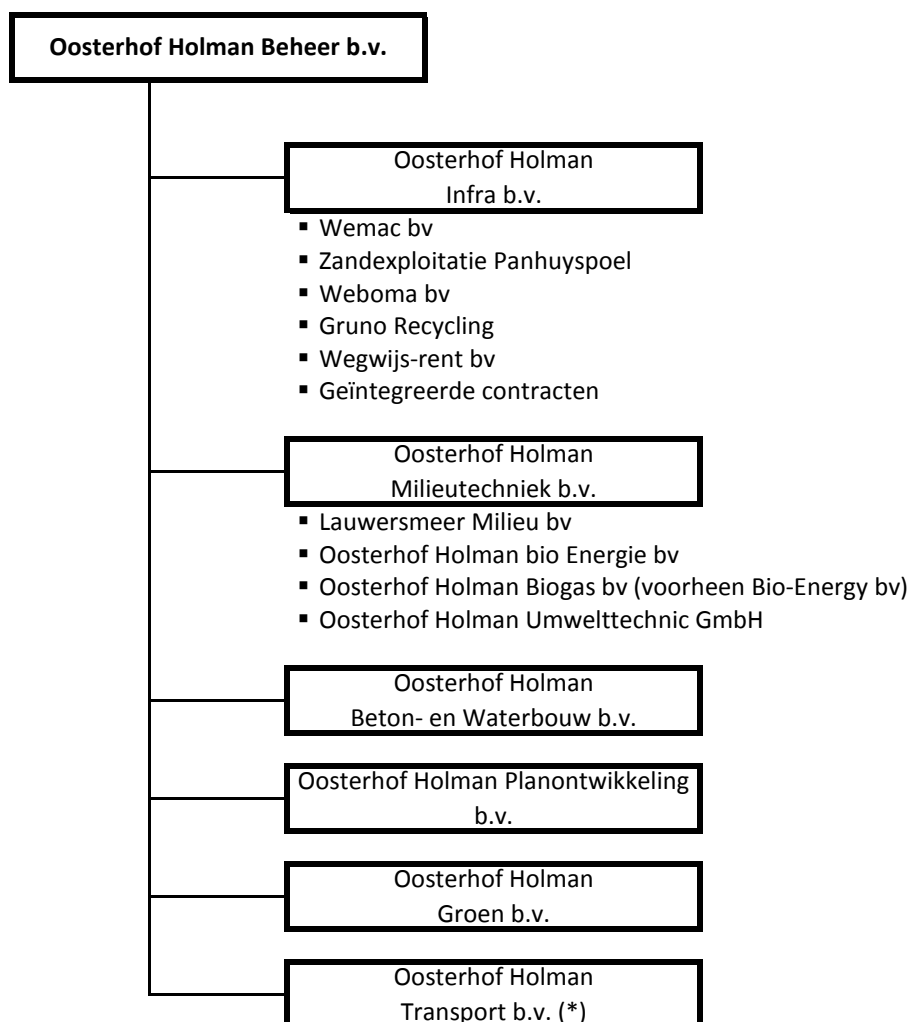 Oosterhof Holman Beheer b.v.
Oosterhof Holman
Infra b.v.
▪ Wemac bv
▪ Zandexploitatie Panhuyspoel
▪ Weboma bv
▪ Gruno Recycling
▪ Wegwijs-rent bv
▪ Geïntegreerde contracten
Oosterhof Holman
Milieutechniek b.v.
▪ Lauwersmeer Milieu bv
▪ Oosterhof Holman bio Energie bv
▪ Oosterhof Holman Biogas bv (voorheen Bio-Energy bv)
▪ Oosterhof Holman Umwelttechnic GmbH
Oosterhof Holman
Beton- en Waterbouw b.v.
Oosterhof Holman Planontwikkeling
b.v.
Oosterhof Holman
Groen b.v.
Oosterhof Holman
Transport b.v. (*)